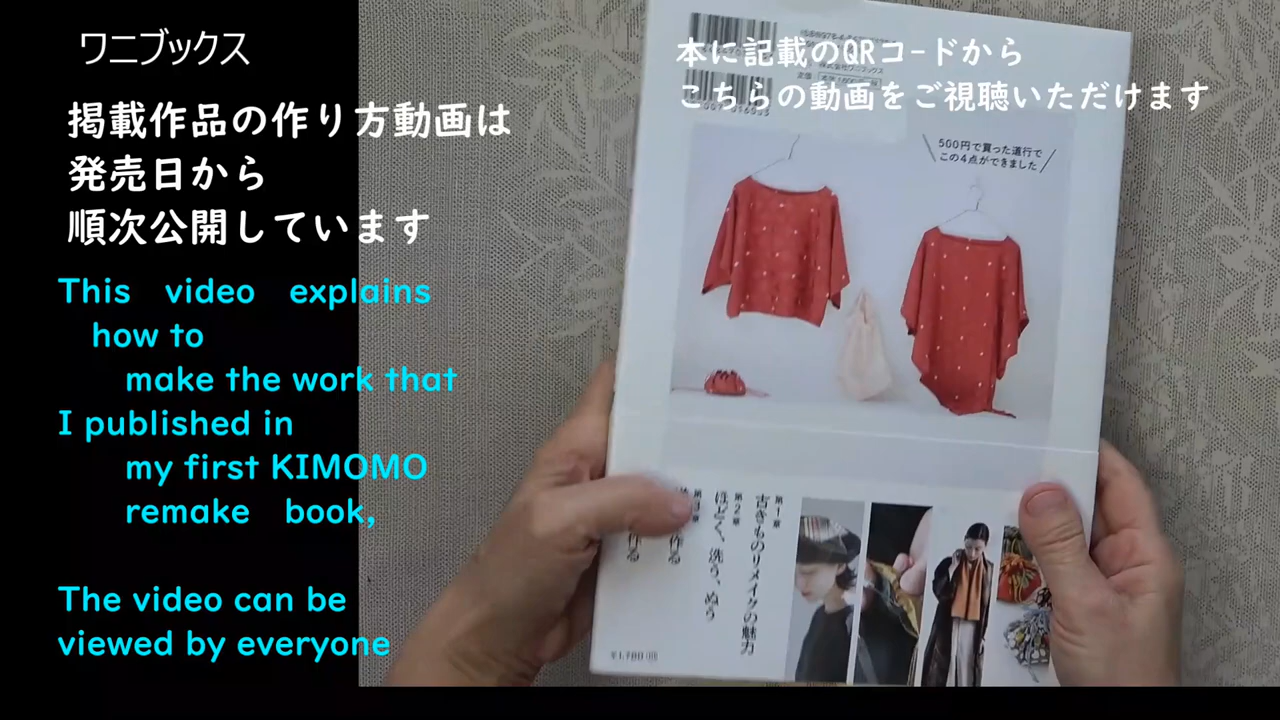 ワニブックス
掲載作品の作り方動画は
発売日から
順次公開しています
This video explains
how to
make the work that
I published in
my first KIMOMO
remake book,
The video can be
viewed by everyone
本に記載のQRコードから
こちらの動画をご視聴いただけます
500円で買った道行で
この4点ができました
第1章
古きものリメイクの魅力
第2章
ほどく、洗う、ぬう